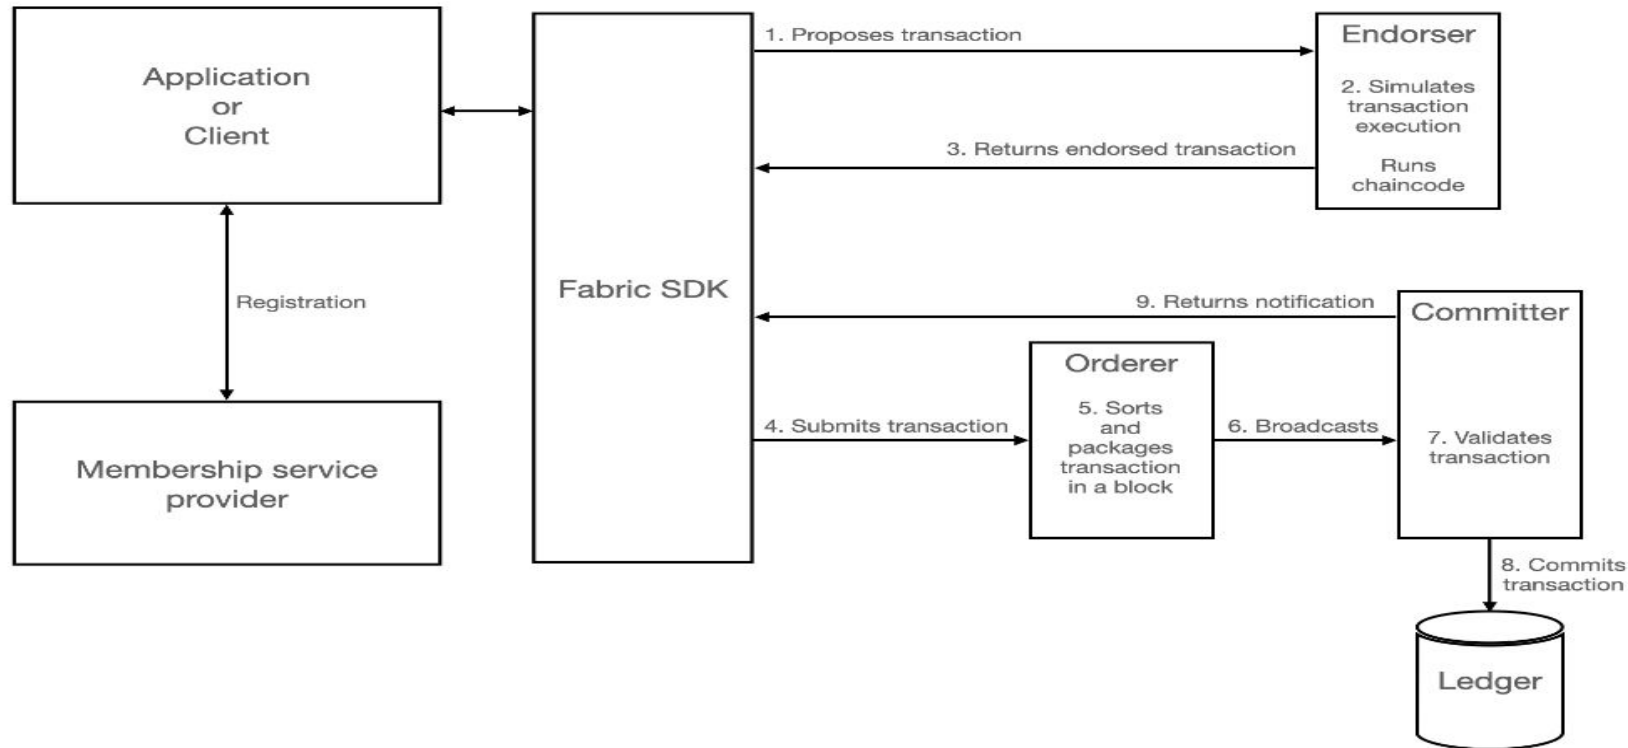 Application
or
Client
Registration
Membership service
provider
Fabric SDK
1. Proposes transaction
Endorser
2. Simulates
transaction
execution
Runs
chaincode
3. Returns endorsed transaction
9. Returns notification
Committer
Orderer
4. Submits transaction
5. Sorts
and
packages
transaction
in a block
6. Broadcasts
7. Validates
transaction
8. Commits
transaction
Ledger